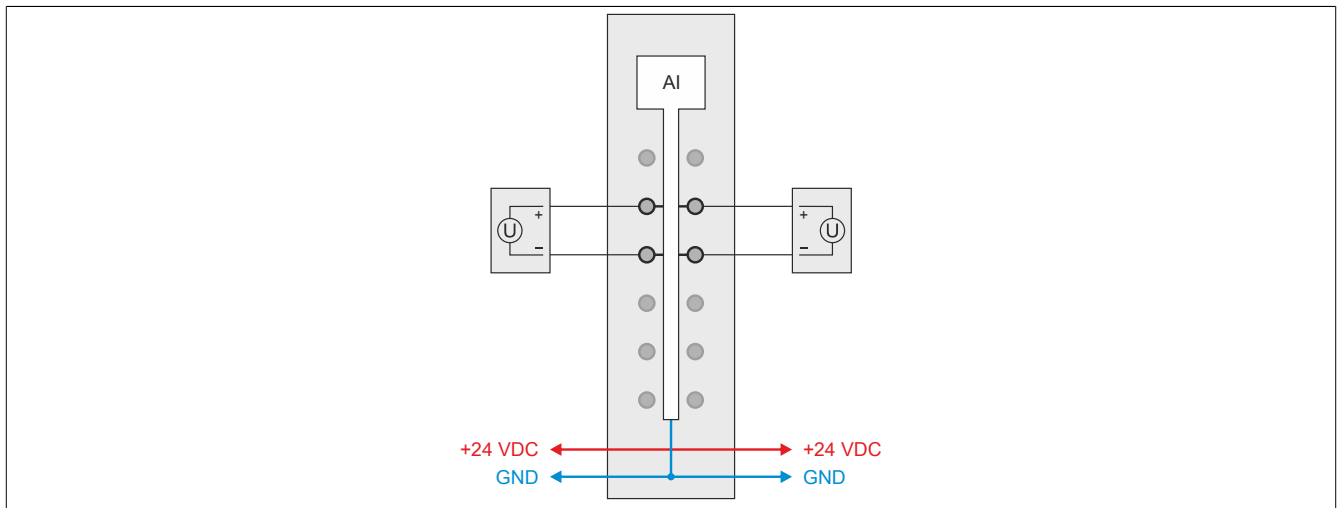 AI
U + + U
− −
+24 VDC +24 VDC
GND GND